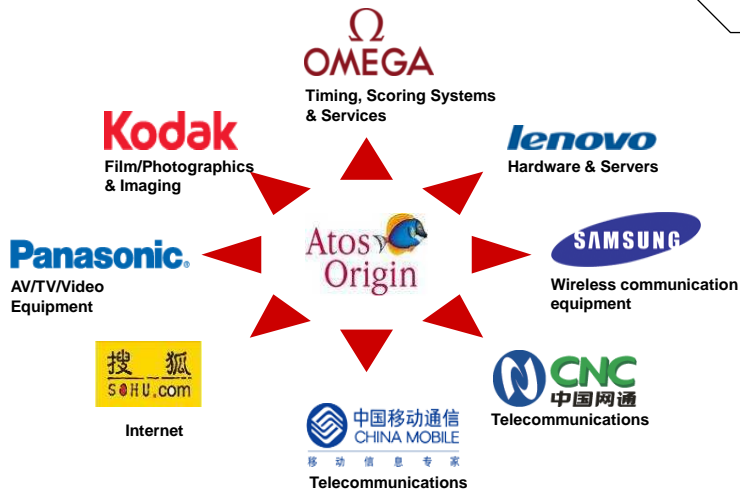 Ω
OMEGA
Timing, Scoring Systems
& Services
Kodak
Film/Photographics
& Imaging
lenovo
Hardware & Servers
Atos
Origin
Panasonic.
AV/TV/Video
Equipment
SAMSUNG
Wireless communication
equipment
搜 狐
SOHU.com
Internet
CNC
中国网通
Telecommunications
中国移动通信
CHINA MOBILE
移 动 信 息 专 家
Telecommunications